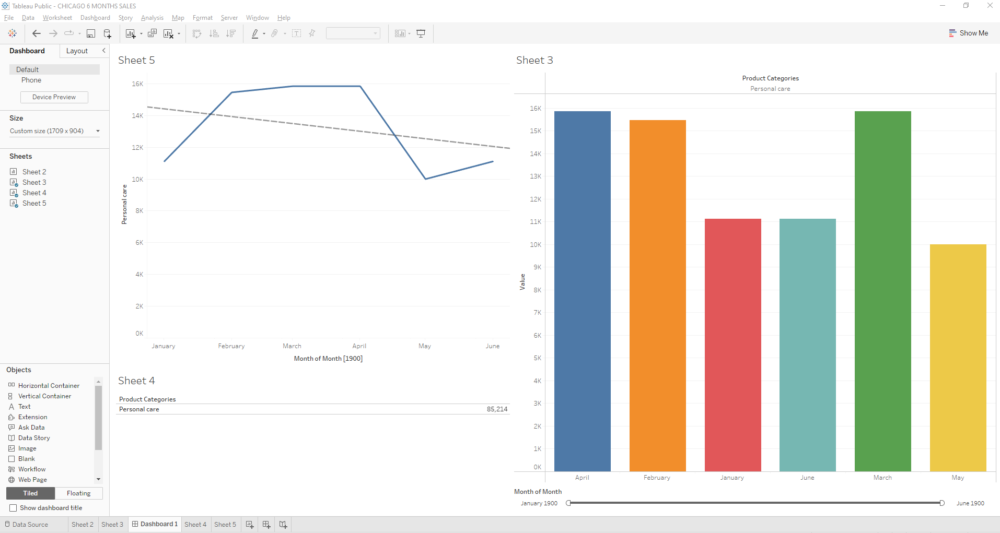 Tableau Public - CHICAGO 6 MONTHS SALES
File Data Worksheet Dashboard Story Analysis Map Format Server Window Help
Show Me
Dashboard Layout
Default
Phone
Device Preview
Size
Custom size (1709 x 904)
Sheets
Sheet 2
Sheet 3
Sheet 4
Sheet 5
Objects
Horizontal Container
Vertical Container
Text
Extension
Ask Data
Data Story
Image
Blank
Workflow
Web Page
Tiled Floating
Show dashboard title
Sheet 5
16K
14K
12K
10K
8K
6K
4K
2K
0K
Personal care
January February March April May June
Month of Month [1900]
Sheet 4
Product Categories
Personal care 85,214
Sheet 3
Product Categories
Personal care
16K
15K
14K
13K
12K
11K
10K
9K
8K
7K
6K
5K
4K
3K
2K
1K
0K
Value
April February January June March May
Month of Month
January 1900 June 1900
Data Source Sheet 2 Sheet 3 Dashboard 1 Sheet 4 Sheet 5